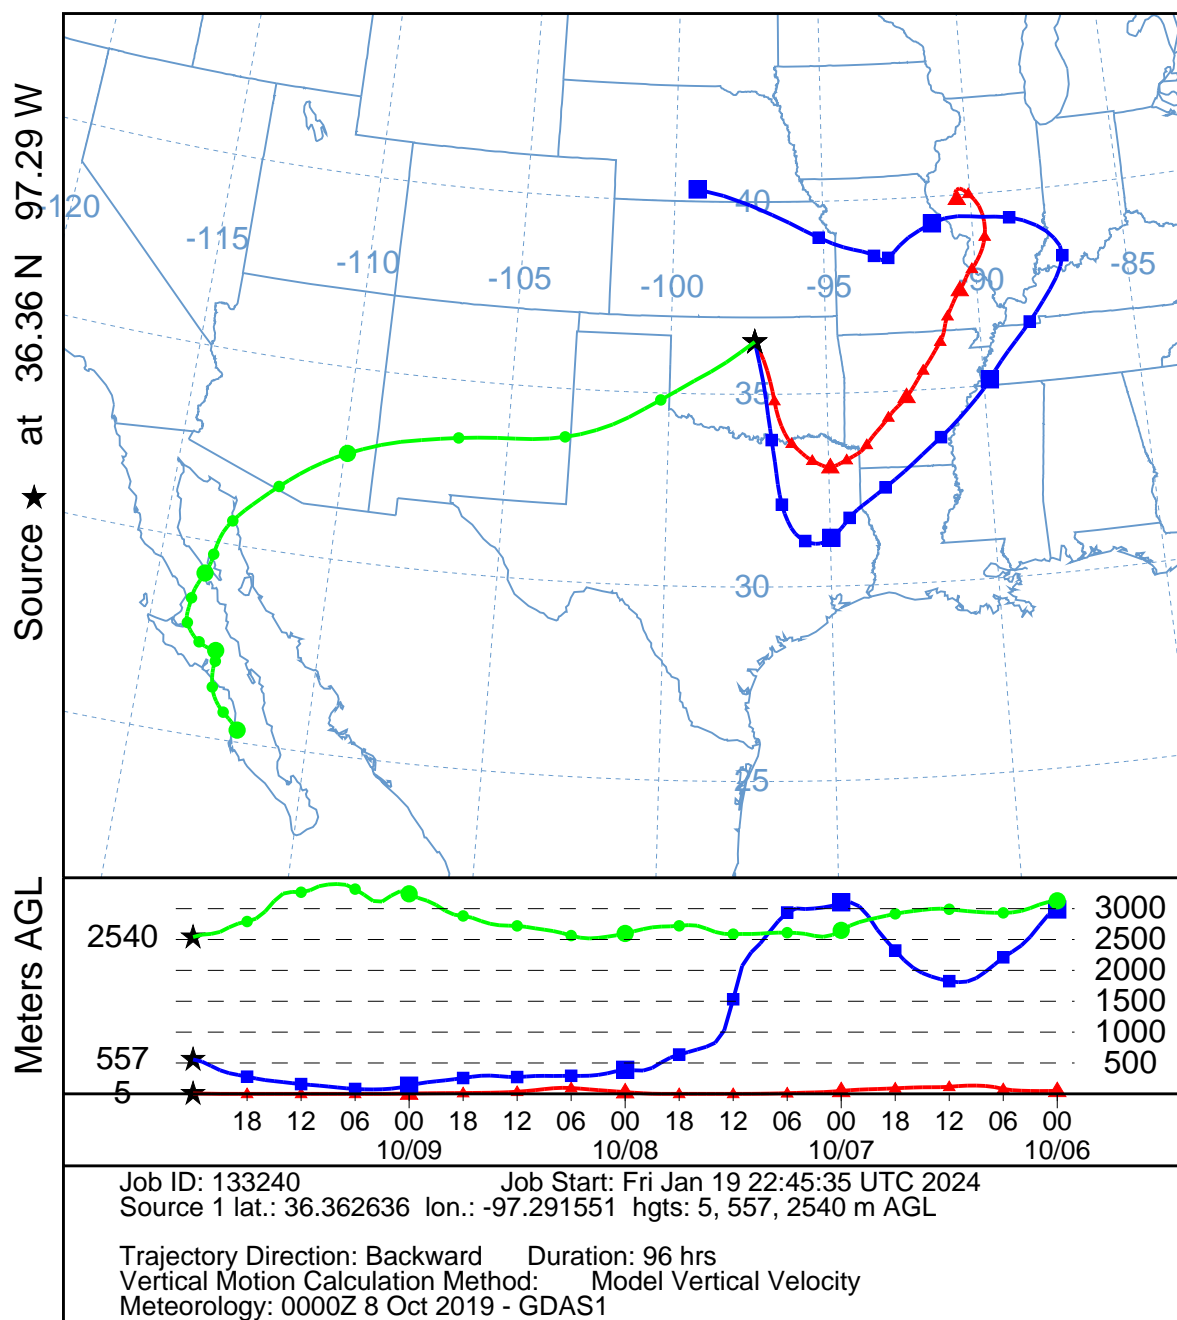 Source ★ at 36.36 N 97.29 W
-120
-115
-110
-105
-100
-95
-90
-85
40
35
30
25
Meters AGL
2540
557
5
3000
2500
2000
1500
1000
500
18 12 06 00 18 12 06 00 18 12 06 00 18 12 06 00
10/09 10/08 10/07 10/06
Job ID: 133240 Job Start: Fri Jan 19 22:45:35 UTC 2024
Source 1 lat.: 36.362636 lon.: -97.291551 hgts: 5, 557, 2540 m AGL
Trajectory Direction: Backward Duration: 96 hrs
Vertical Motion Calculation Method: Model Vertical Velocity
Meteorology: 0000Z 8 Oct 2019 - GDAS1